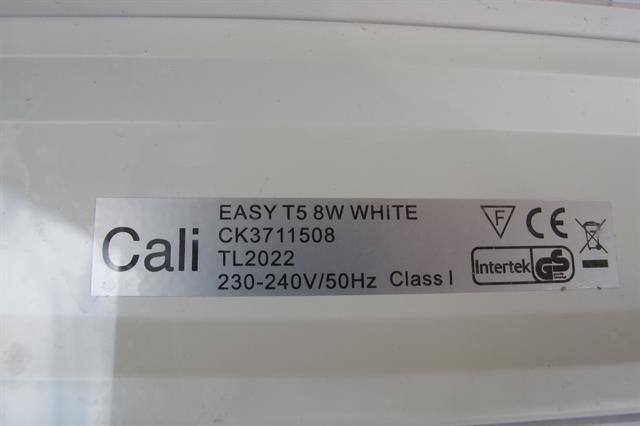 Cali
EASY T5 8W WHITE
CK3711508
TL2022
230-240V/50Hz Class I
F CE
Intertek GS